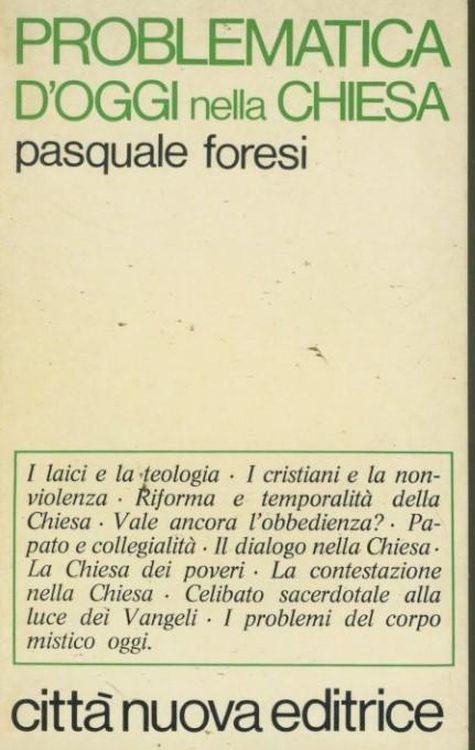 PROBLEMATICA
D'OGGI nella CHIESA
pasquale foresi
I laici e la teologia · I cristiani e la non-
violenza · Riforma e temporalità della
Chiesa · Vale ancora l'obbedienza? · Pa-
pato e collegialità · Il dialogo nella Chiesa ·
La Chiesa dei poveri · La contestazione
nella Chiesa · Celibato sacerdotale alla
luce dei Vangeli · I problemi del corpo
mistico oggi.
città nuova editrice